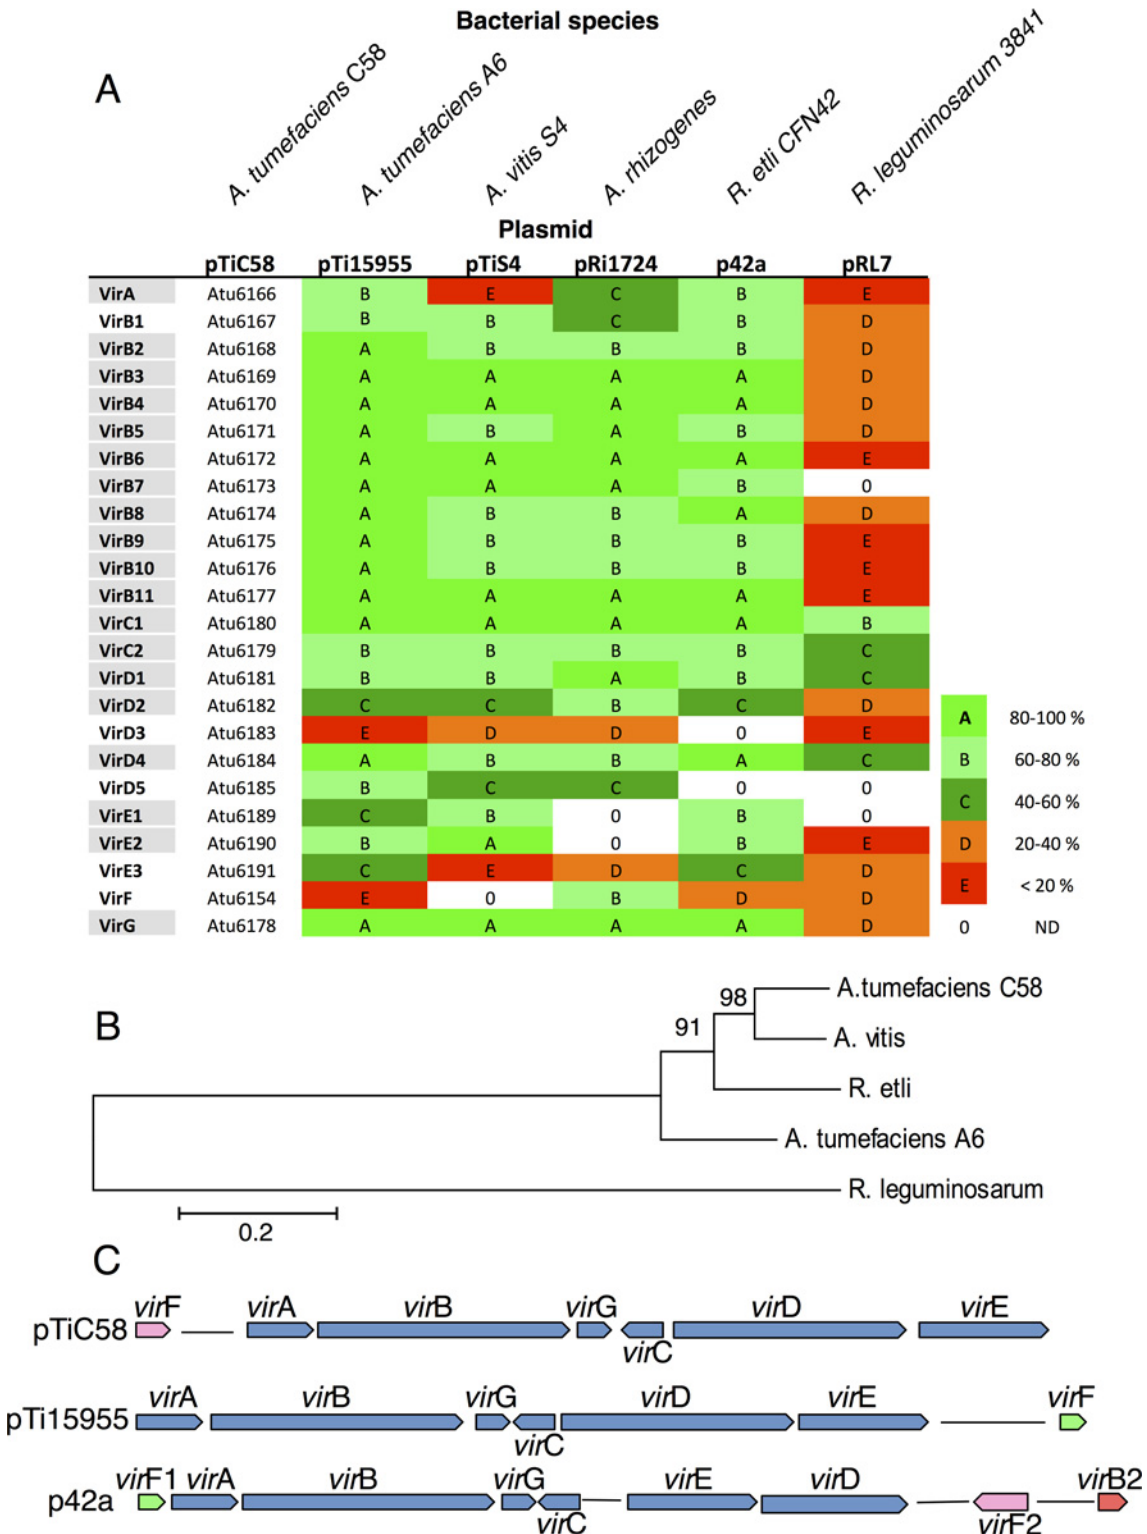 Bacterial species
A
A. tumefaciens C58
A. tumefaciens A6
A. vitis S4
A. rhizogenes
R. etli CFN42
R. leguminosarum 3841
Plasmid
pTiC58 pTi15955 pTiS4 pRi1724 p42a pRL7
VirA Atu6166 B E C B E
VirB1 Atu6167 B B C B D
VirB2 Atu6168 A B B B D
VirB3 Atu6169 A A A A D
VirB4 Atu6170 A A A A D
VirB5 Atu6171 A B A B D
VirB6 Atu6172 A A A A E
VirB7 Atu6173 A A A B 0
VirB8 Atu6174 A B B A D
VirB9 Atu6175 A B B B E
VirB10 Atu6176 A B B B E
VirB11 Atu6177 A A A A E
VirC1 Atu6180 A A A A B
VirC2 Atu6179 B B B B C
VirD1 Atu6181 B B A B C
VirD2 Atu6182 C C B C D
VirD3 Atu6183 E D D 0 E
VirD4 Atu6184 A B B A C
VirD5 Atu6185 B C C 0 0
VirE1 Atu6189 C B 0 B 0
VirE2 Atu6190 B A 0 B E
VirE3 Atu6191 C E D C D
VirF Atu6154 E 0 B D D
VirG Atu6178 A A A A D
A 80-100 %
B 60-80 %
C 40-60 %
D 20-40 %
E < 20 %
0 ND
B
98
91
A.tumefaciens C58
A. vitis
R. etli
A. tumefaciens A6
R. leguminosarum
0.2
C
virF virA virB virG virD virE
pTiC58
virC
virA virB virG virD virE virF
pTi15955
virC
virF1 virA virB virG virE virD virB2
p42a
virC virF2